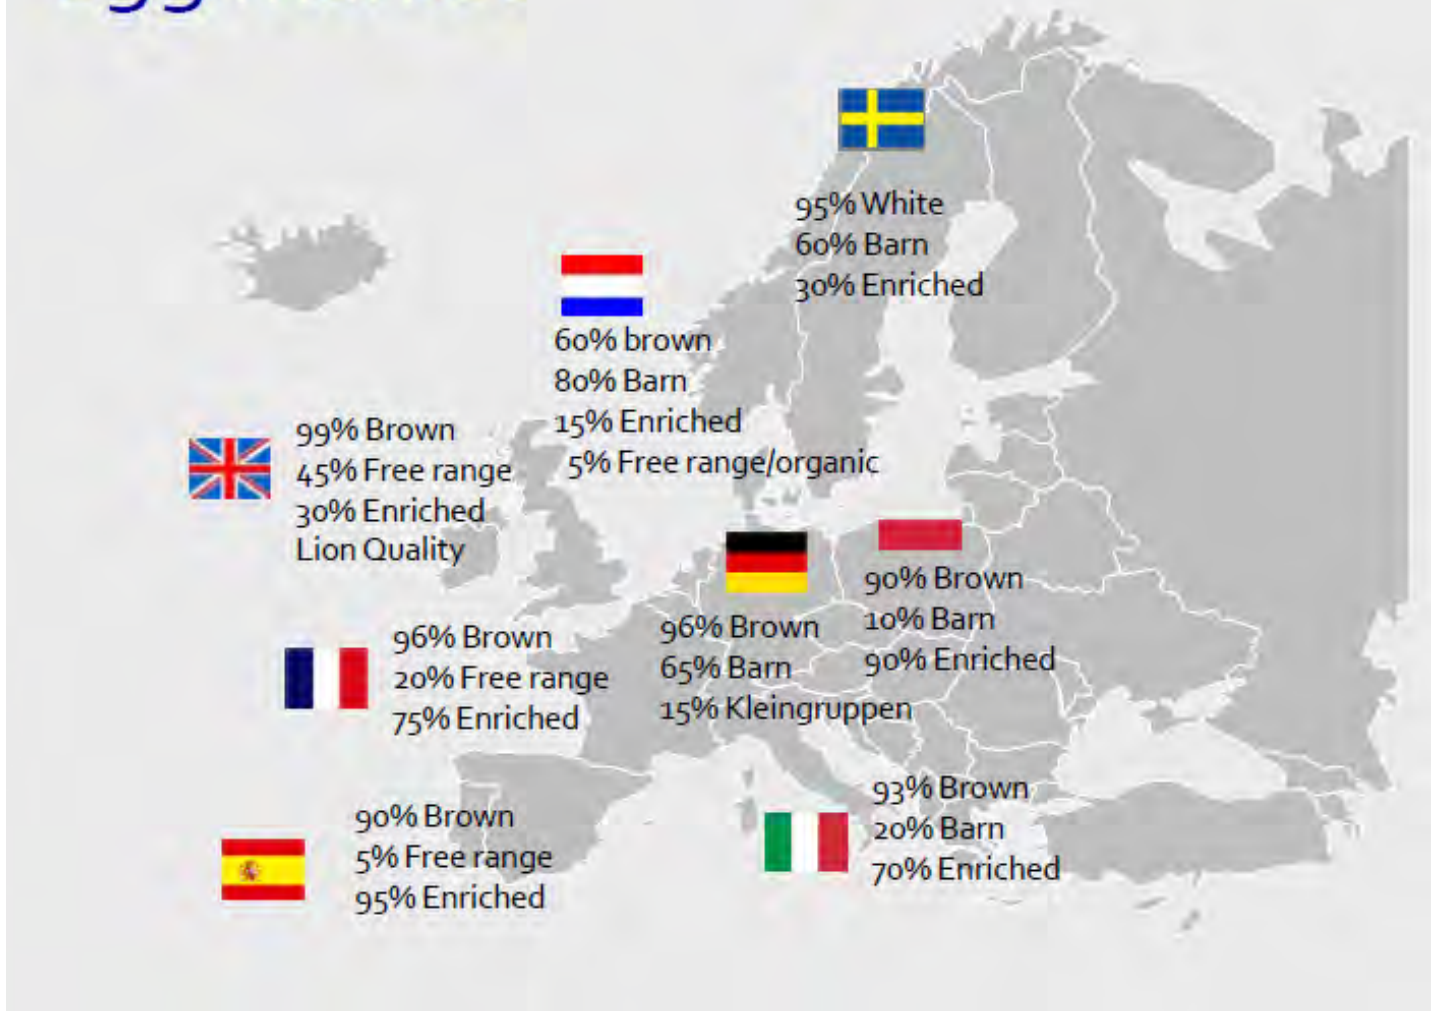 95% White
60% Barn
30% Enriched
60% brown
80% Barn
15% Enriched
5% Free range/organic
99% Brown
45% Free range
30% Enriched
Lion Quality
96% Brown
65% Barn
15% Kleingruppen
90% Brown
10% Barn
90% Enriched
96% Brown
20% Free range
75% Enriched
93% Brown
20% Barn
70% Enriched
90% Brown
5% Free range
95% Enriched